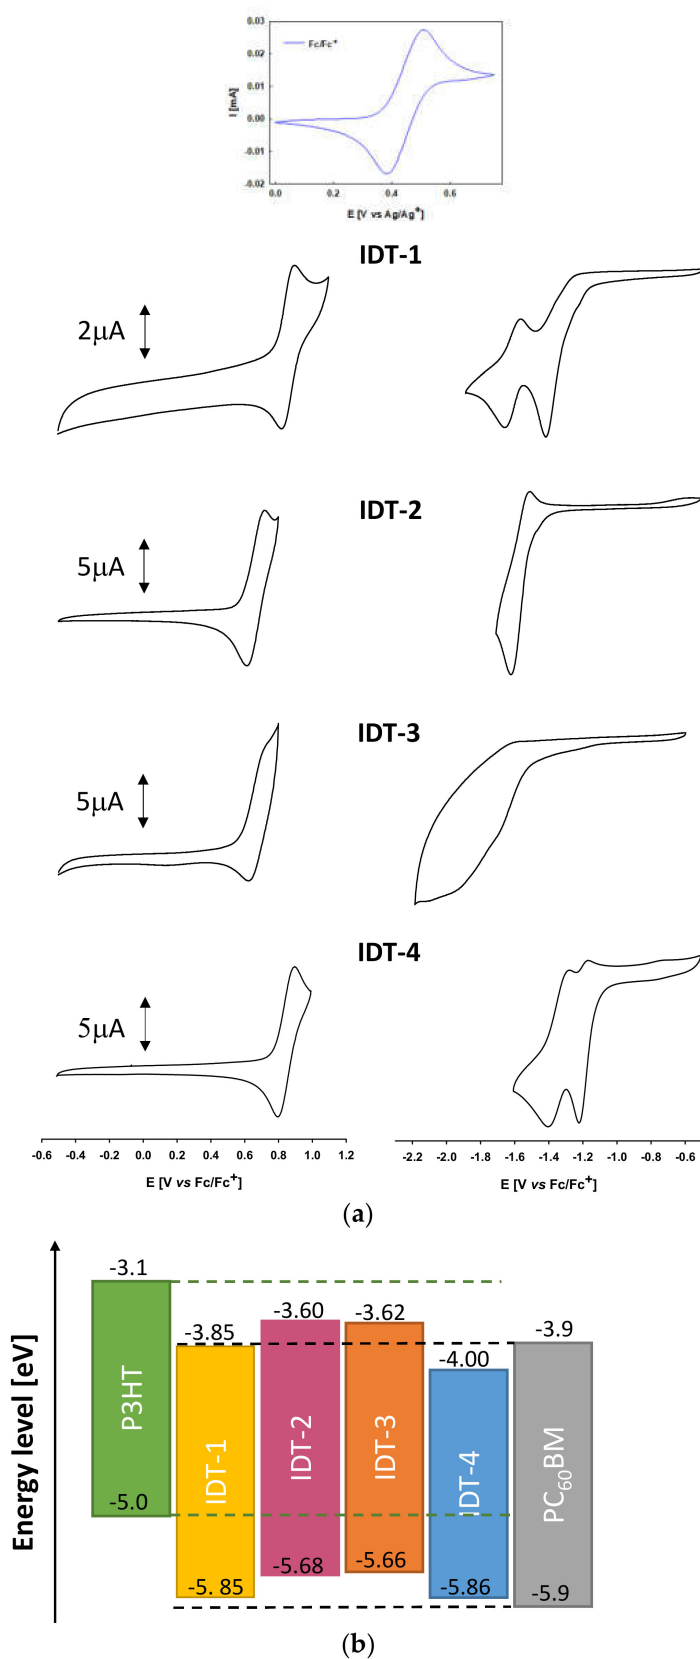 0.03
0.02
0.01
0.00
-0.01
-0.02
I [mA]
Fc/Fc+
0.0 0.2 0.4 0.6
E [V vs Ag/Ag+]
IDT-1
2μA
IDT-2
5μA
IDT-3
5μA
IDT-4
5μA
-0.6 -0.4 -0.2 0.0 0.2 0.4 0.6 0.8 1.0 1.2
E [V vs Fc/Fc+]
-2.2 -2.0 -1.8 -1.6 -1.4 -1.2 -1.0 -0.8 -0.6
E [V vs Fc/Fc+]
(a)
Energy level [eV]
-3.1
P3HT
-5.0
-3.85
IDT-1
-5. 85
-3.60
IDT-2
-5.68
-3.62
IDT-3
-5.66
-4.00
IDT-4
-5.86
-3.9
PC60BM
-5.9
(b)